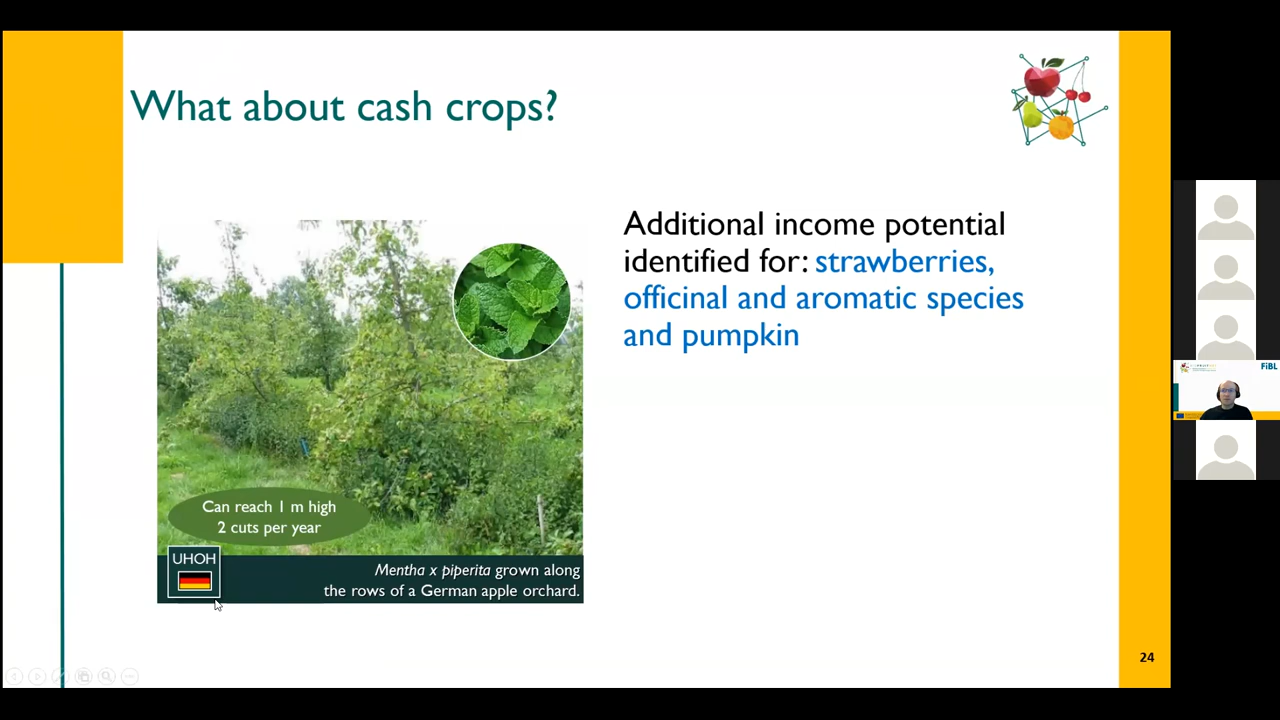 What about cash crops?
Additional income potential
identified for: strawberries,
officinal and aromatic species
and pumpkin
Can reach 1 m high
2 cuts per year
UHOH
Mentha x piperita grown along
the rows of a German apple orchard.
FiBL
24